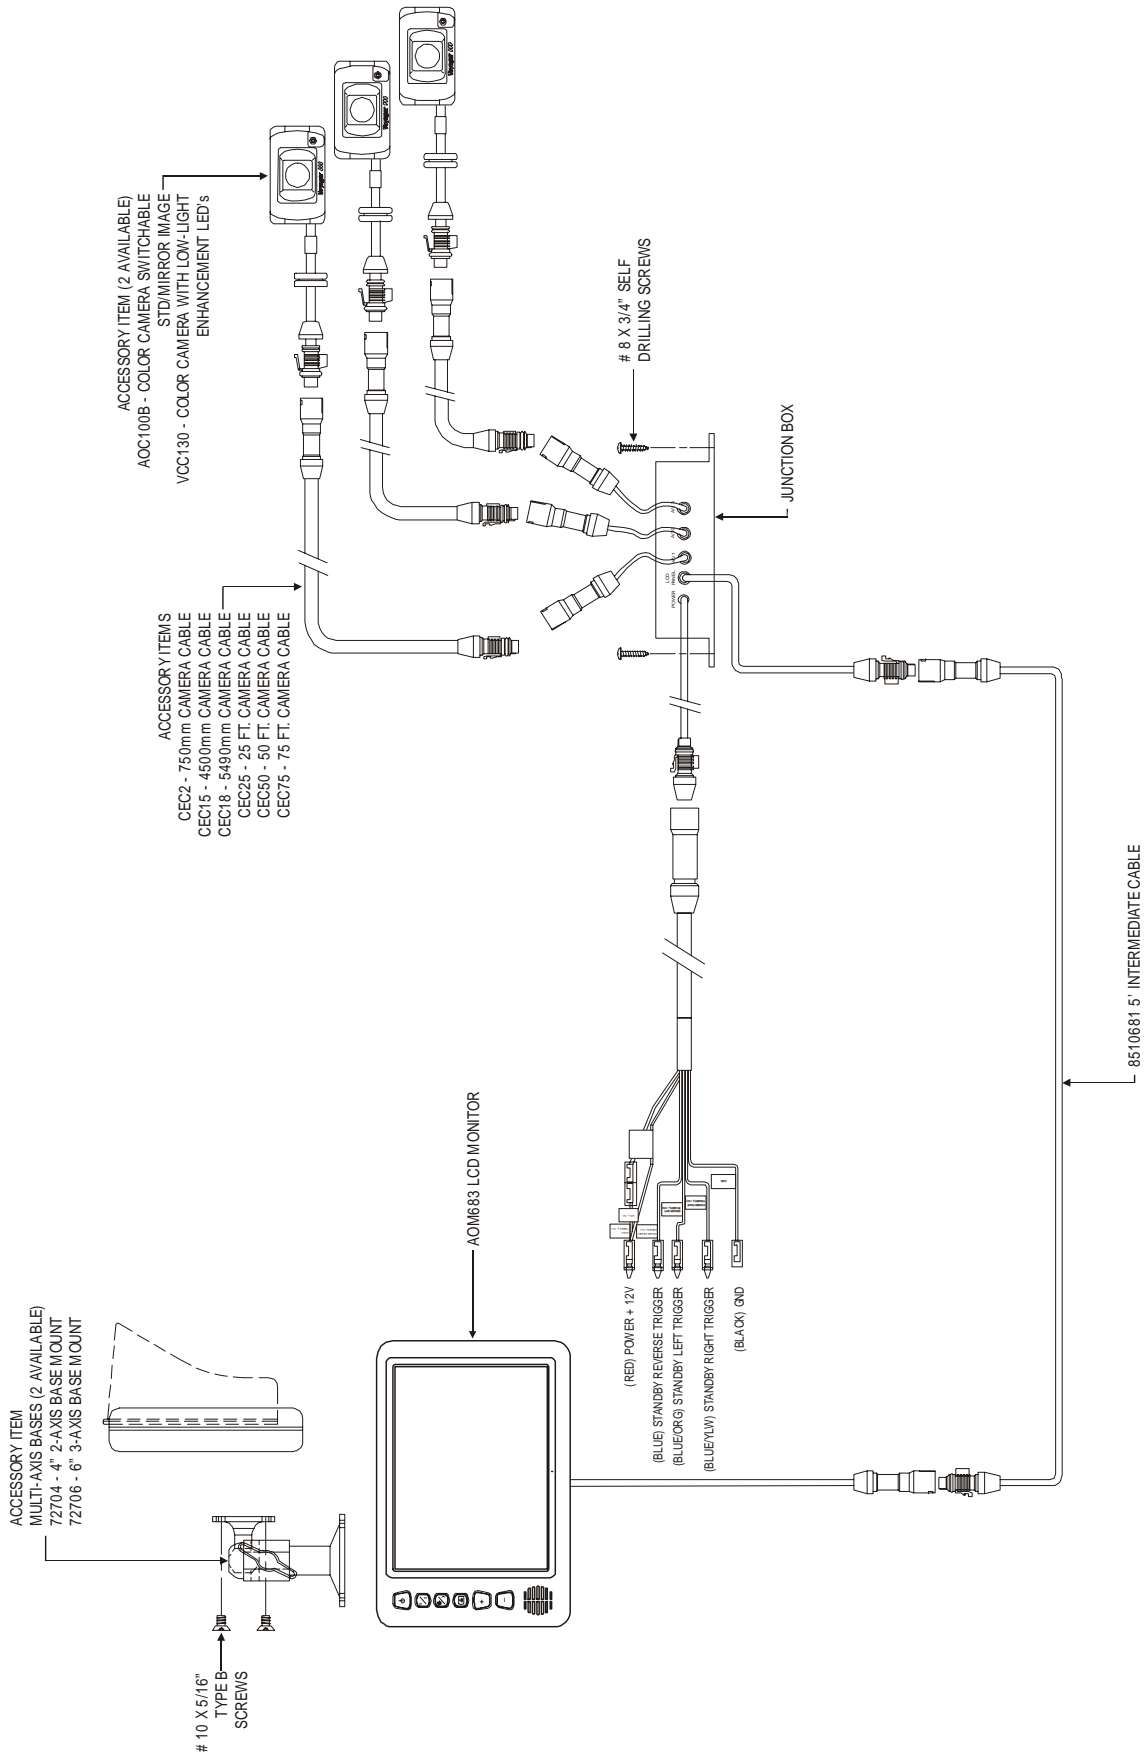 ACCESSORY ITEM (2 AVAILABLE)
AOC100B - COLOR CAMERA SWITCHABLE
STD/MIRROR IMAGE
VCC130 - COLOR CAMERA WITH LOW-LIGHT
ENHANCEMENT LED's
Voyager
Voyager
Voyager
ACCESSORY ITEMS
CEC2 - 750mm CAMERA CABLE
CEC15 - 4500mm CAMERA CABLE
CEC18 - 5490mm CAMERA CABLE
CEC25 - 25 FT. CAMERA CABLE
CEC50 - 50 FT. CAMERA CABLE
CEC75 - 75 FT. CAMERA CABLE
# 8 X 3/4" SELF
DRILLING SCREWS
JUNCTION BOX
POWER
LCD
PANEL
8510681 5' INTERMEDIATE CABLE
AOM683 LCD MONITOR
(RED) POWER + 12V
(BLUE) STANDBY REVERSE TRIGGER
(BLUE/ORG) STANDBY LEFT TRIGGER
(BLUE/YLW) STANDBY RIGHT TRIGGER
(BLACK) GND
ACCESSORY ITEM
MULTI-AXIS BASES (2 AVAILABLE)
72704 - 4" 2-AXIS BASE MOUNT
72706 - 6" 3-AXIS BASE MOUNT
# 10 X 5/16"
TYPE B
SCREWS